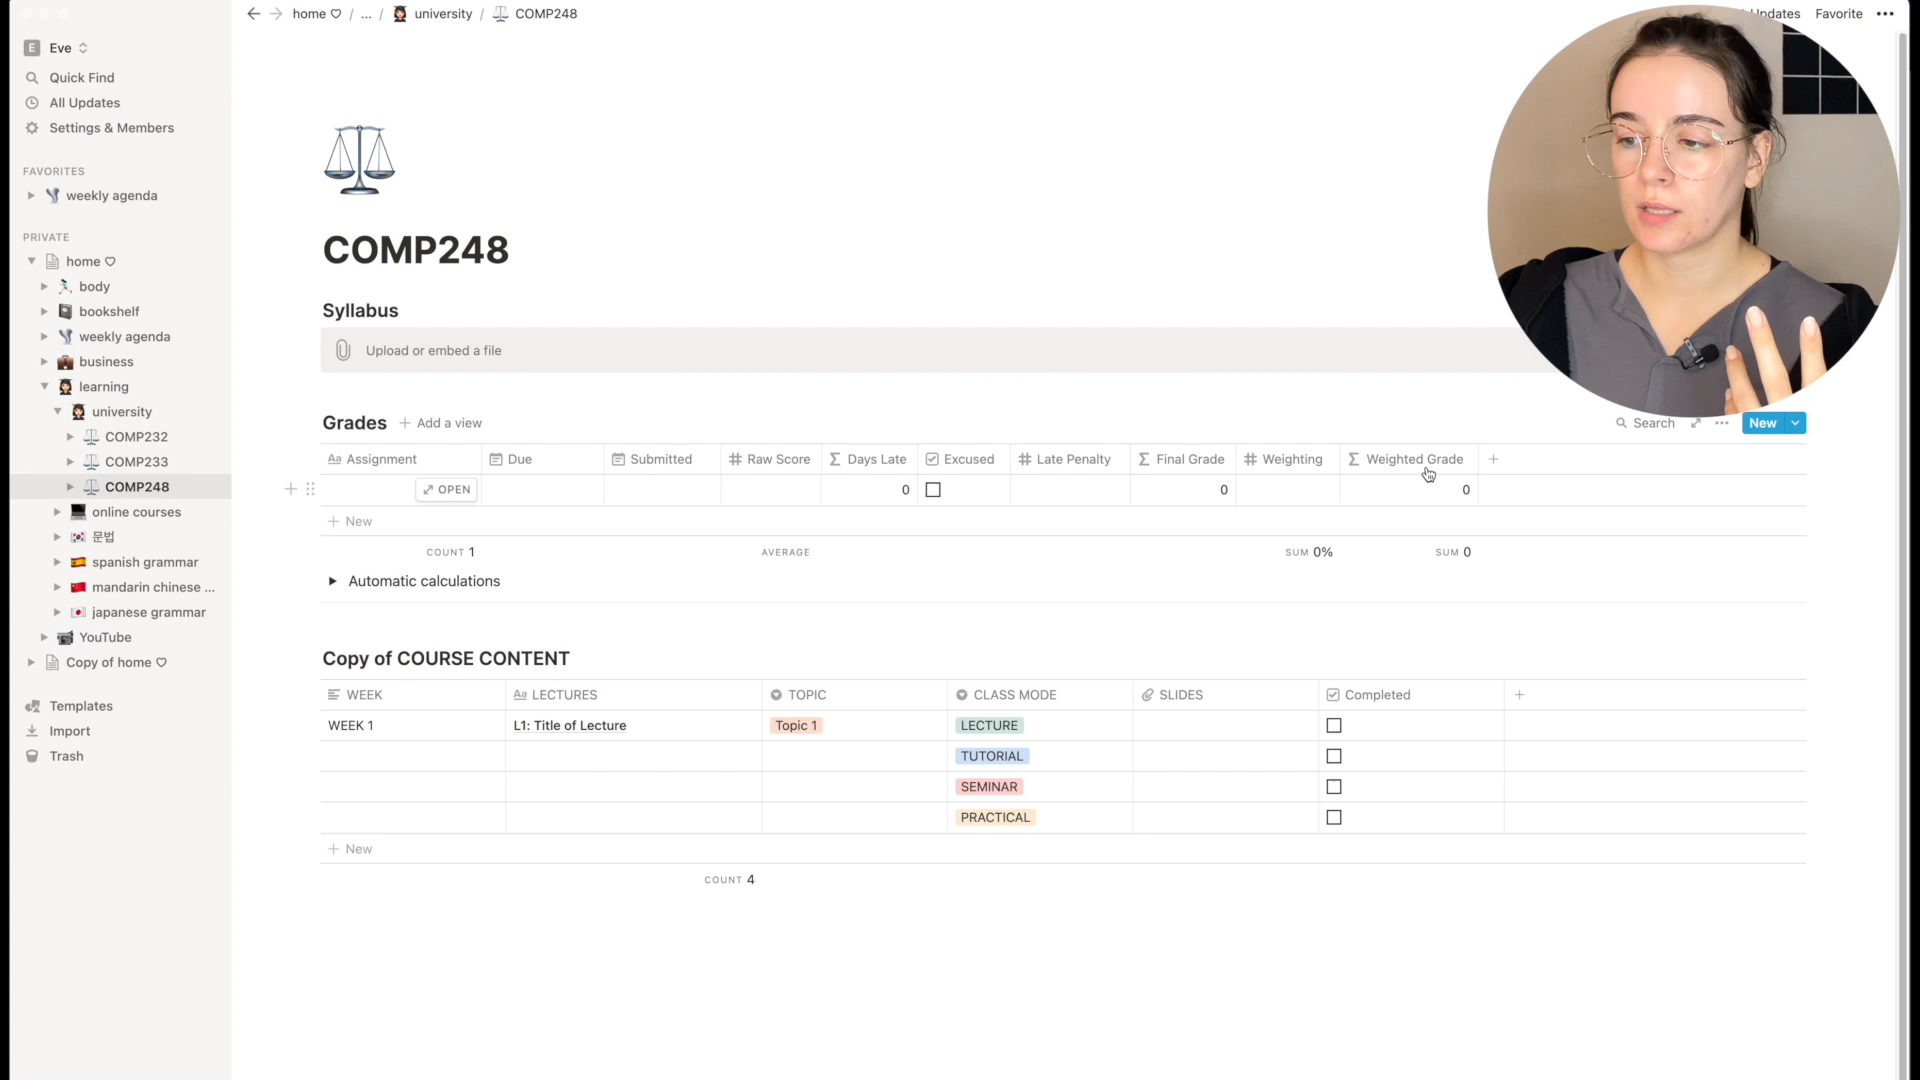 home ♡ / ... / university / COMP248
Updates Favorite •••
E Eve
Quick Find
All Updates
Settings & Members
FAVORITES
weekly agenda
PRIVATE
home ♡
body
bookshelf
weekly agenda
business
learning
university
COMP232
COMP233
COMP248
online courses
문법
spanish grammar
mandarin chinese ...
japanese grammar
YouTube
Copy of home ♡
Templates
Import
Trash
COMP248
Syllabus
Upload or embed a file
Grades + Add a view
Search ••• New
Aa Assignment Due Submitted # Raw Score Σ Days Late Excused # Late Penalty Σ Final Grade # Weighting Σ Weighted Grade +
OPEN 0 0 0
+ New
COUNT 1 AVERAGE SUM 0% SUM 0
Automatic calculations
Copy of COURSE CONTENT
WEEK Aa LECTURES TOPIC CLASS MODE SLIDES Completed +
WEEK 1 L1: Title of Lecture Topic 1 LECTURE
TUTORIAL
SEMINAR
PRACTICAL
+ New
COUNT 4